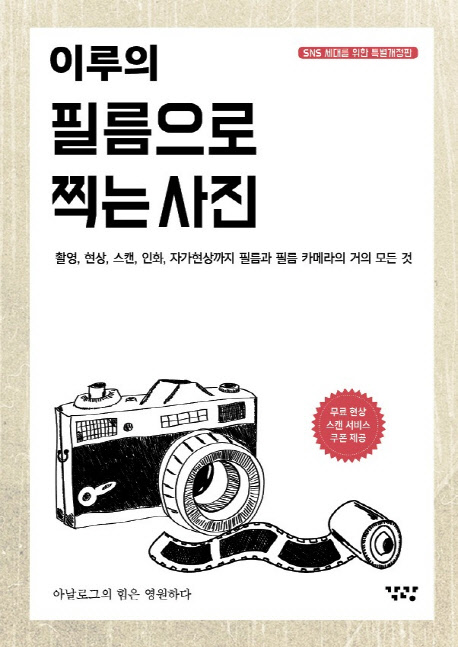 이루의
SNS 세대를 위한 특별개정판
필름으로
찍는 사진
촬영, 현상, 스캔, 인화, 자가현상까지 필름과 필름 카메라의 거의 모든 것
무료 현상
스캔 서비스
쿠폰 제공
아날로그의 힘은 영원하다